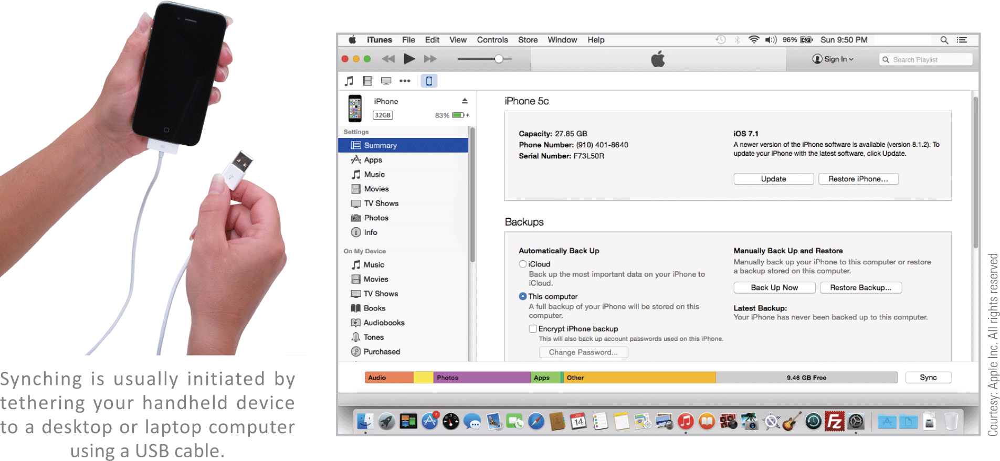 Synching is usually initiated by
tethering your handheld device
to a desktop or laptop computer
using a USB cable.
iTunes File Edit View Controls Store Window Help 96% Sun 9:50 PM
Sign In Search Playlist
iPhone
32GB 83%
Settings
Summary
Apps
Music
Movies
TV Shows
Photos
Info
On My Device
Music
Movies
TV Shows
Books
Audiobooks
Tones
Purchased
iPhone 5c
Capacity: 27.85 GB
Phone Number: (910) 401-8640
Serial Number: F73L50R
iOS 7.1
A newer version of the iPhone software is available (version 8.1.2). To
update your iPhone with the latest software, click Update.
Update Restore iPhone...
Backups
Automatically Back Up
iCloud
Back up the most important data on your iPhone to
iCloud.
This computer
A full backup of your iPhone will be stored on this
computer.
Encrypt iPhone backup
This will also back up account passwords used on this iPhone.
Change Password...
Manually Back Up and Restore
Manually back up your iPhone to this computer or restore
a backup stored on this computer.
Back Up Now Restore Backup...
Latest Backup:
Your iPhone has never been backed up to this computer.
Audio Photos Apps Other 9.46 GB Free Sync
7
DEC
14
FZ
Courtesy: Apple Inc. All rights reserved